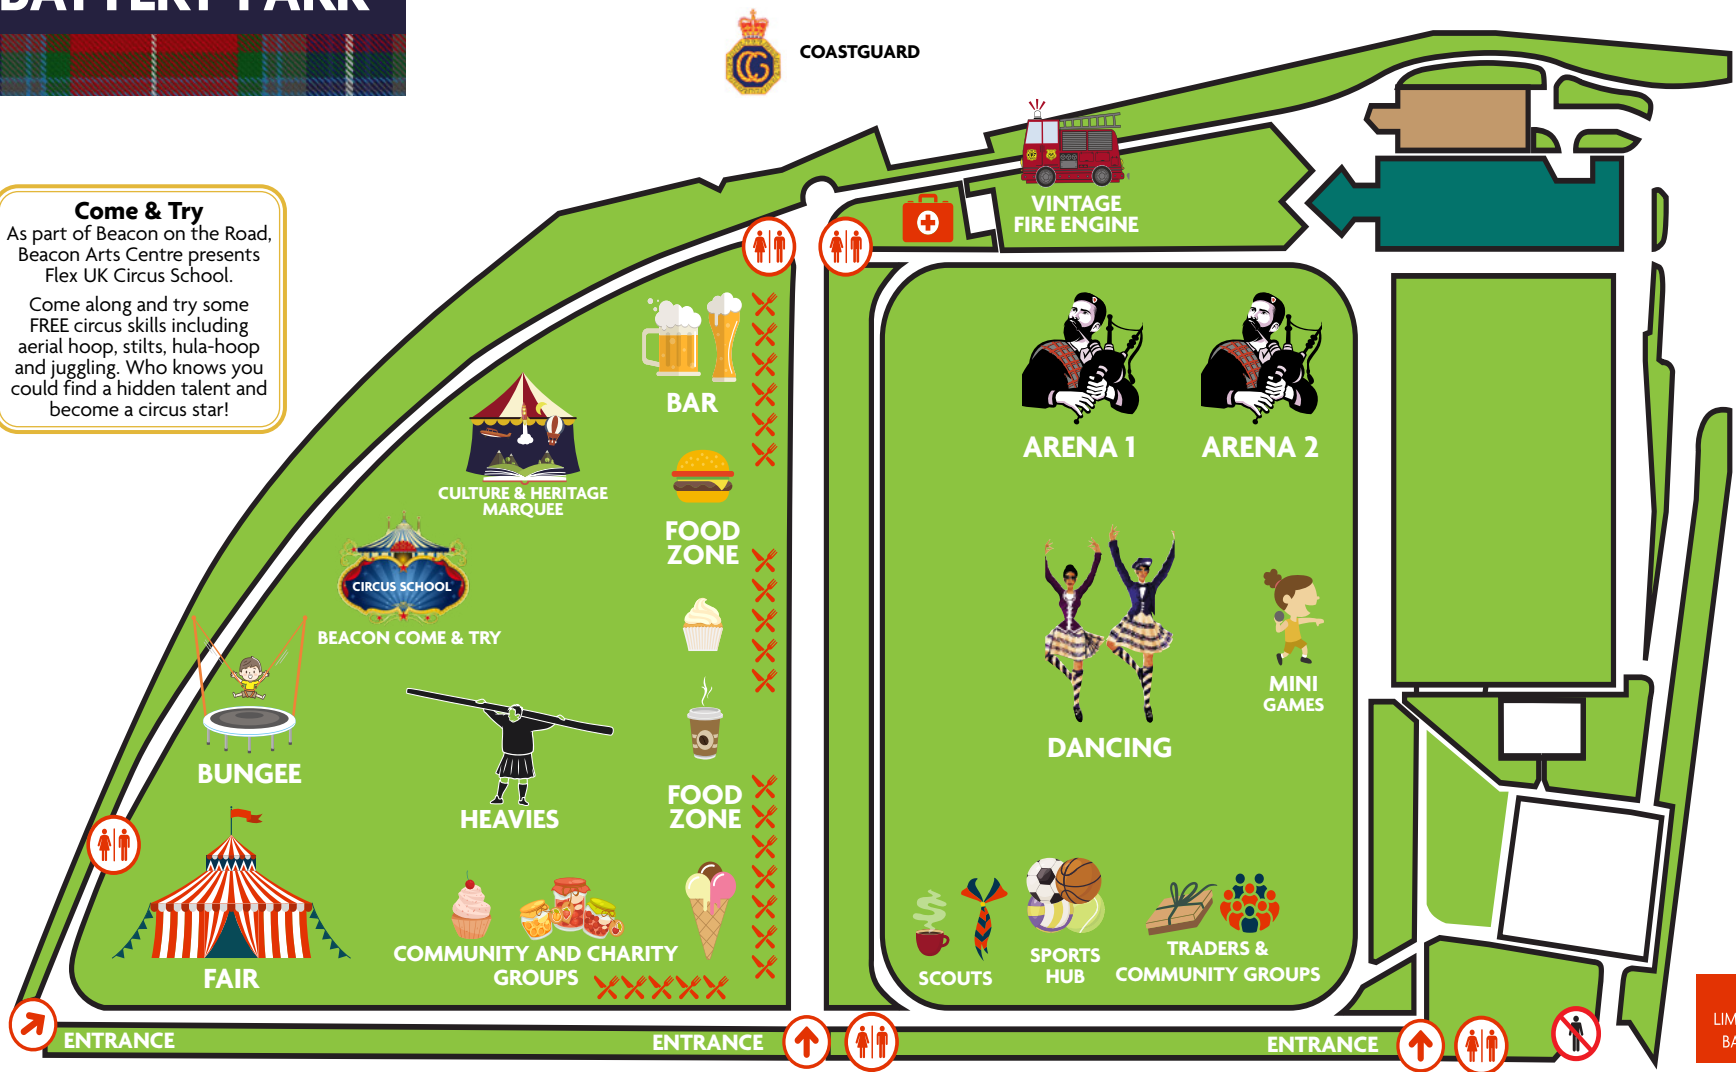 BATTERY PARK
COASTGUARD
Come & Try
As part of Beacon on the Road,
Beacon Arts Centre presents
Flex UK Circus School.
Come along and try some
FREE circus skills including
aerial hoop, stilts, hula-hoop
and juggling. Who knows you
could find a hidden talent and
become a circus star!
VINTAGE
FIRE ENGINE
BAR
ARENA 1
ARENA 2
CULTURE & HERITAGE
MARQUEE
FOOD
ZONE
CIRCUS SCHOOL
BEACON COME & TRY
MINI
GAMES
DANCING
BUNGEE
HEAVIES
FOOD
ZONE
COMMUNITY AND CHARITY
GROUPS
FAIR
SCOUTS
SPORTS
HUB
TRADERS &
COMMUNITY GROUPS
ENTRANCE
ENTRANCE
ENTRANCE